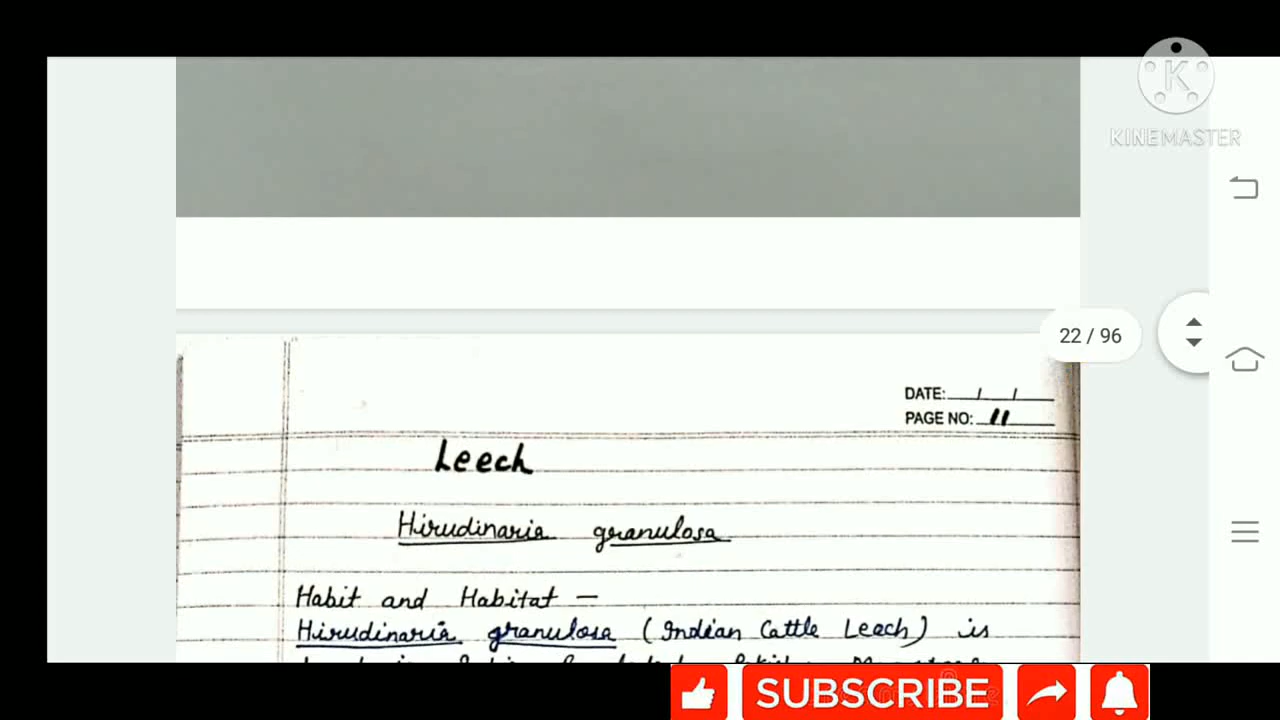 KINEMASTER
22 / 96
DATE: / /
PAGE NO: 11
Leech
Hirudinaria granulosa
Habit and Habitat —
Hirudinaria granulosa (Indian Cattle Leech) is
SUBSCRIBE